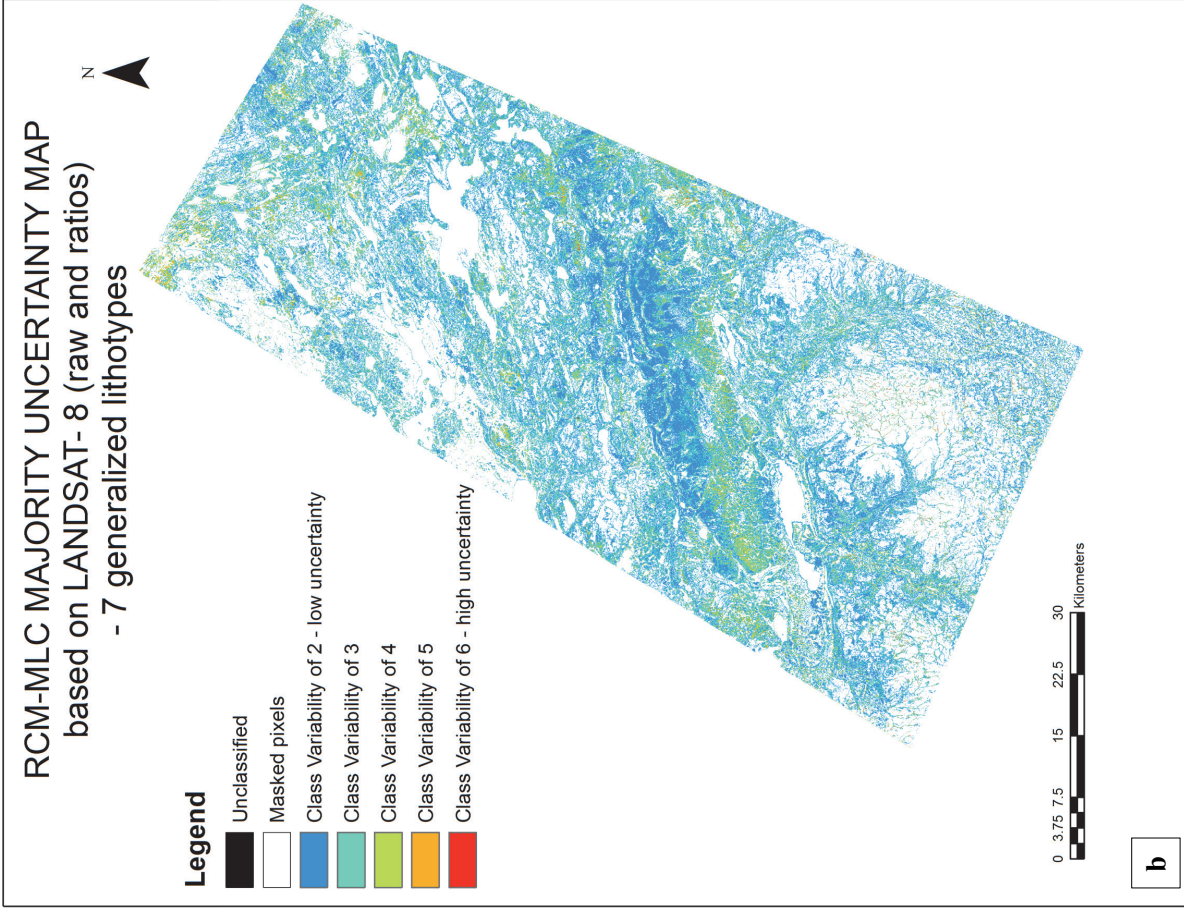 RCM-MLC MAJORITY UNCERTAINTY MAP
based on LANDSAT- 8 (raw and ratios)
- 7 generalized lithotypes
N
Legend
Unclassified
Masked pixels
Class Variability of 2 - low uncertainty
Class Variability of 3
Class Variability of 4
Class Variability of 5
Class Variability of 6 - high uncertainty
0 3.75 7.5 15 22.5 30
Kilometers
b